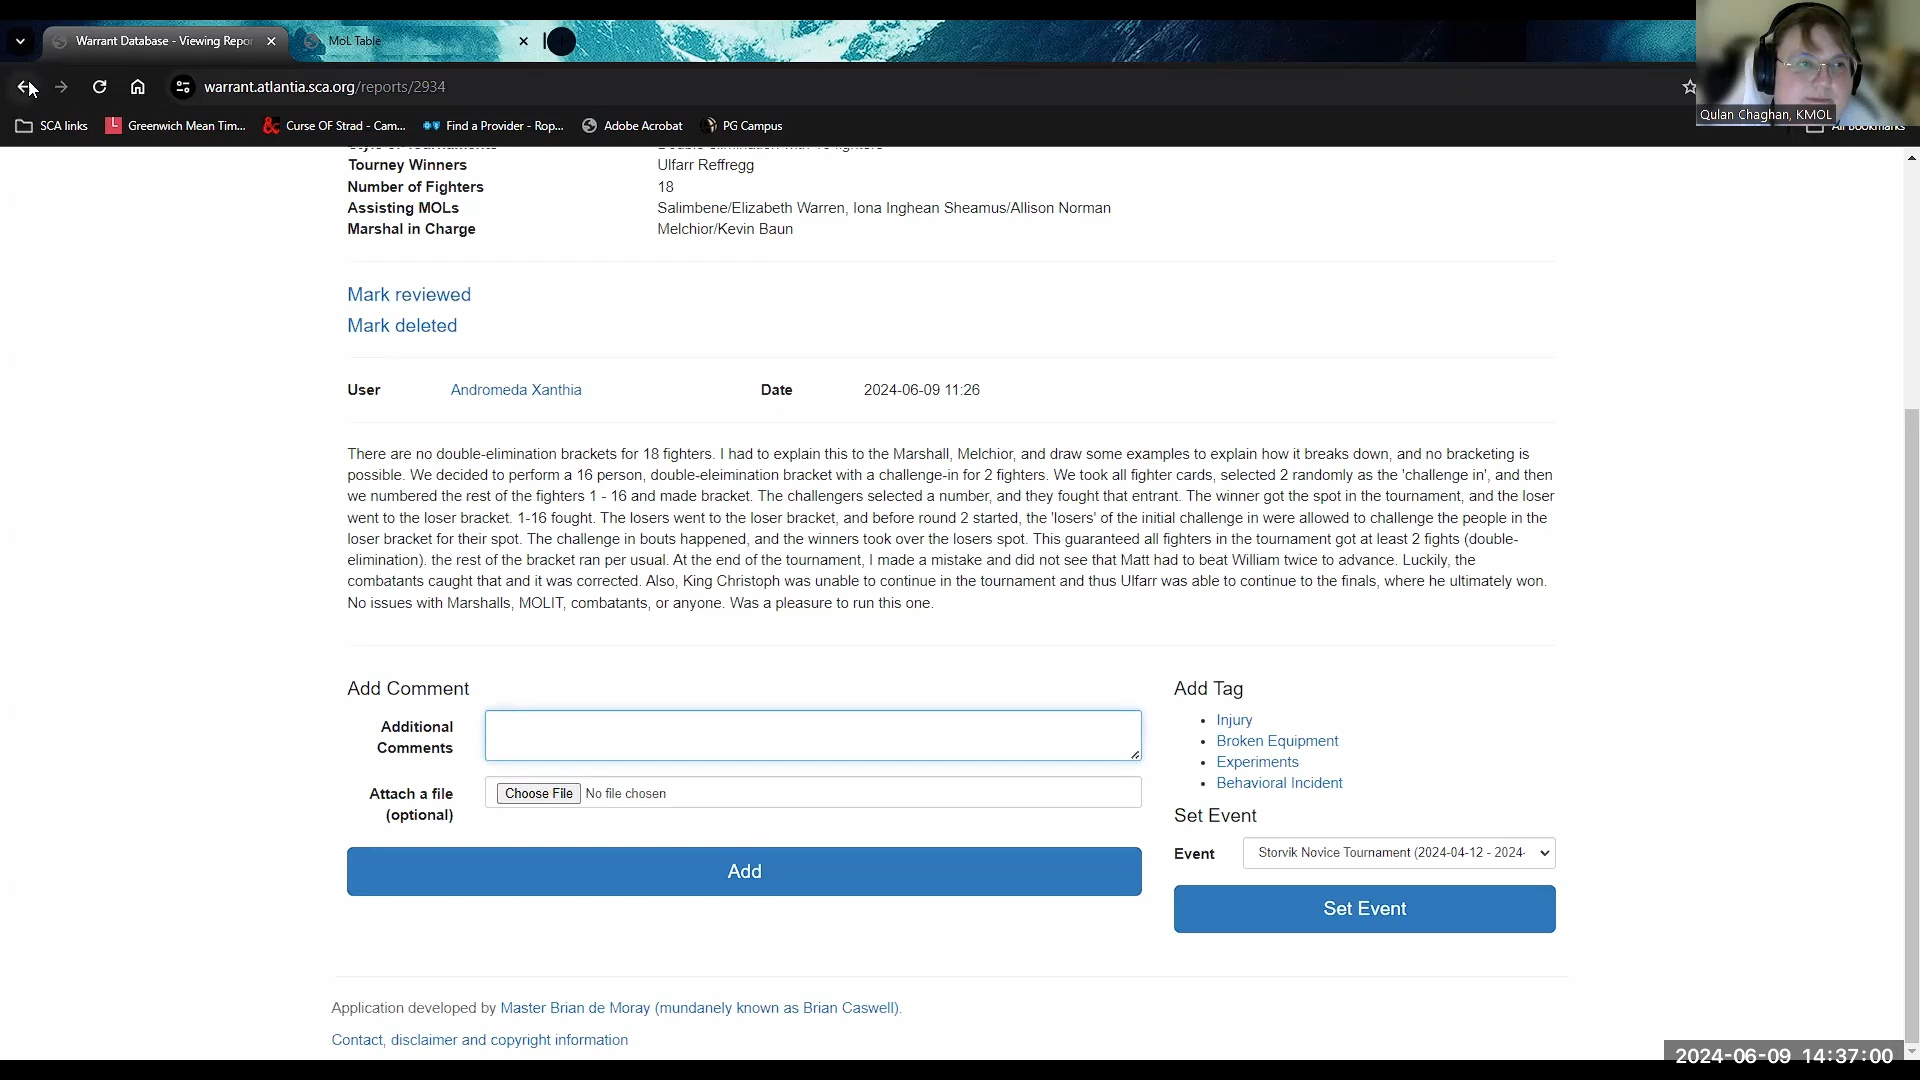 Warrant Database - Viewing Repo
MoL Table
warrant.atlantia.sca.org/reports/2934
Qulan Chaghan, KMOL
SCA links
Greenwich Mean Tim...
Curse OF Strad - Cam...
Find a Provider - Rop...
Adobe Acrobat
PG Campus
All Bookmarks
Tourney Winners Ulfarr Reffregg
Number of Fighters 18
Assisting MOLs Salimbene/Elizabeth Warren, Iona Inghean Sheamus/Allison Norman
Marshal in Charge Melchior/Kevin Baun
Mark reviewed
Mark deleted
User Andromeda Xanthia Date 2024-06-09 11:26
There are no double-elimination brackets for 18 fighters. I had to explain this to the Marshall, Melchior, and draw some examples to explain how it breaks down, and no bracketing is
possible. We decided to perform a 16 person, double-eleimination bracket with a challenge-in for 2 fighters. We took all fighter cards, selected 2 randomly as the 'challenge in', and then
we numbered the rest of the fighters 1 - 16 and made bracket. The challengers selected a number, and they fought that entrant. The winner got the spot in the tournament, and the loser
went to the loser bracket. 1-16 fought. The losers went to the loser bracket, and before round 2 started, the 'losers' of the initial challenge in were allowed to challenge the people in the
loser bracket for their spot. The challenge in bouts happened, and the winners took over the losers spot. This guaranteed all fighters in the tournament got at least 2 fights (double-
elimination). the rest of the bracket ran per usual. At the end of the tournament, I made a mistake and did not see that Matt had to beat William twice to advance. Luckily, the
combatants caught that and it was corrected. Also, King Christoph was unable to continue in the tournament and thus Ulfarr was able to continue to the finals, where he ultimately won.
No issues with Marshalls, MOLIT, combatants, or anyone. Was a pleasure to run this one.
Add Comment
Additional
Comments
Attach a file
(optional)
Choose File No file chosen
Add
Add Tag
Injury
Broken Equipment
Experiments
Behavioral Incident
Set Event
Event Storvik Novice Tournament (2024-04-12 - 2024-
Set Event
Application developed by Master Brian de Moray (mundanely known as Brian Caswell).
Contact, disclaimer and copyright information
2024-06-09 14:37:00